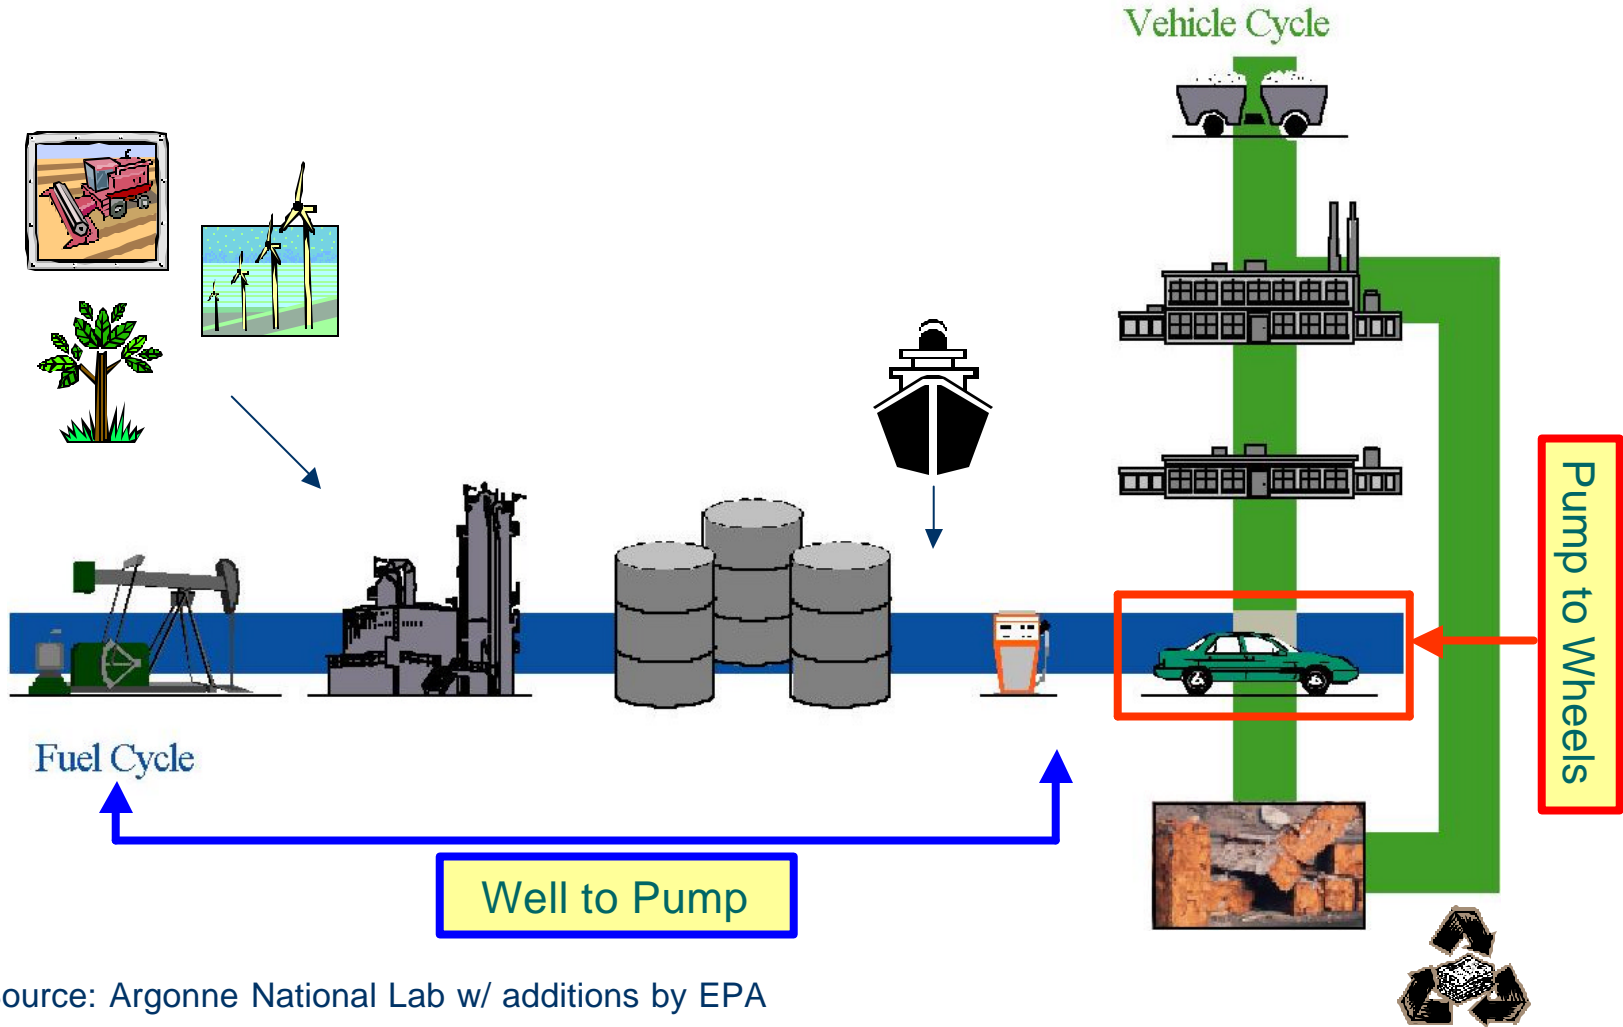 Vehicle Cycle
Pump to Wheels
Fuel Cycle
Well to Pump
ource: Argonne National Lab w/ additions by EPA